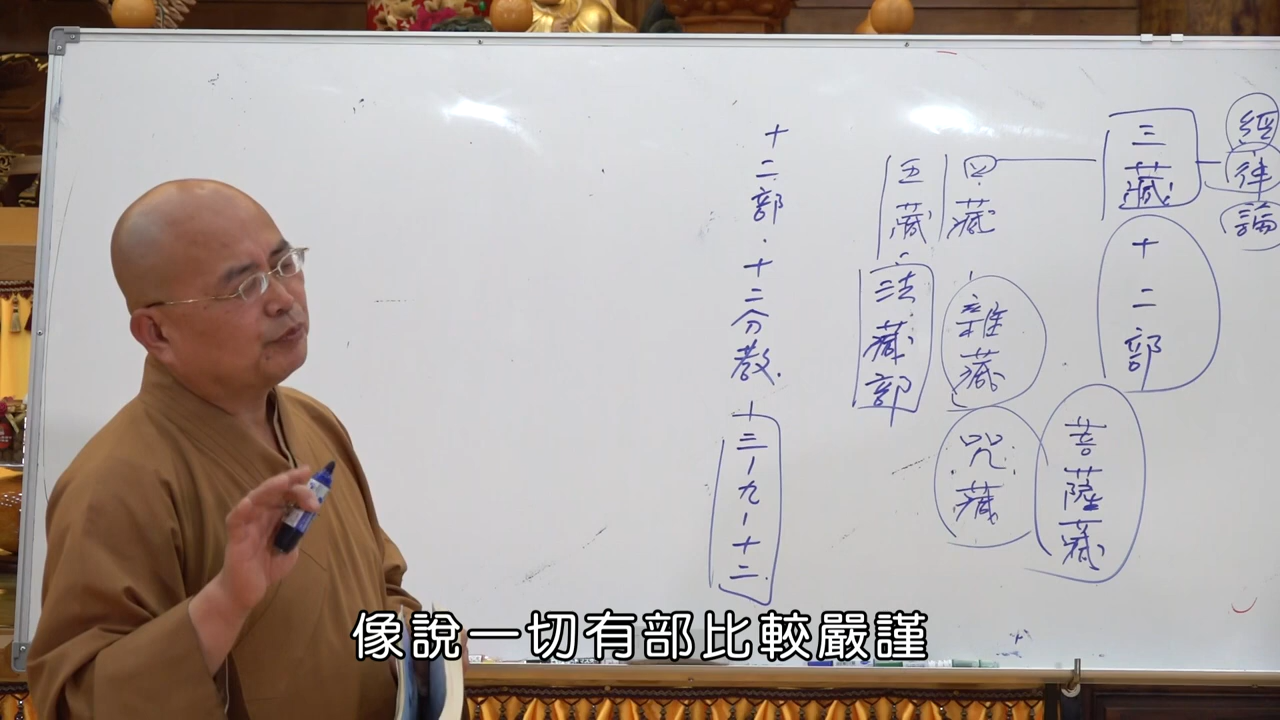 經
律
論
三藏
十二部
菩薩藏
四藏
雜藏
咒藏
五藏
法藏部
十二部．十二分教．
十三－九－十二
像說一切有部比較嚴謹